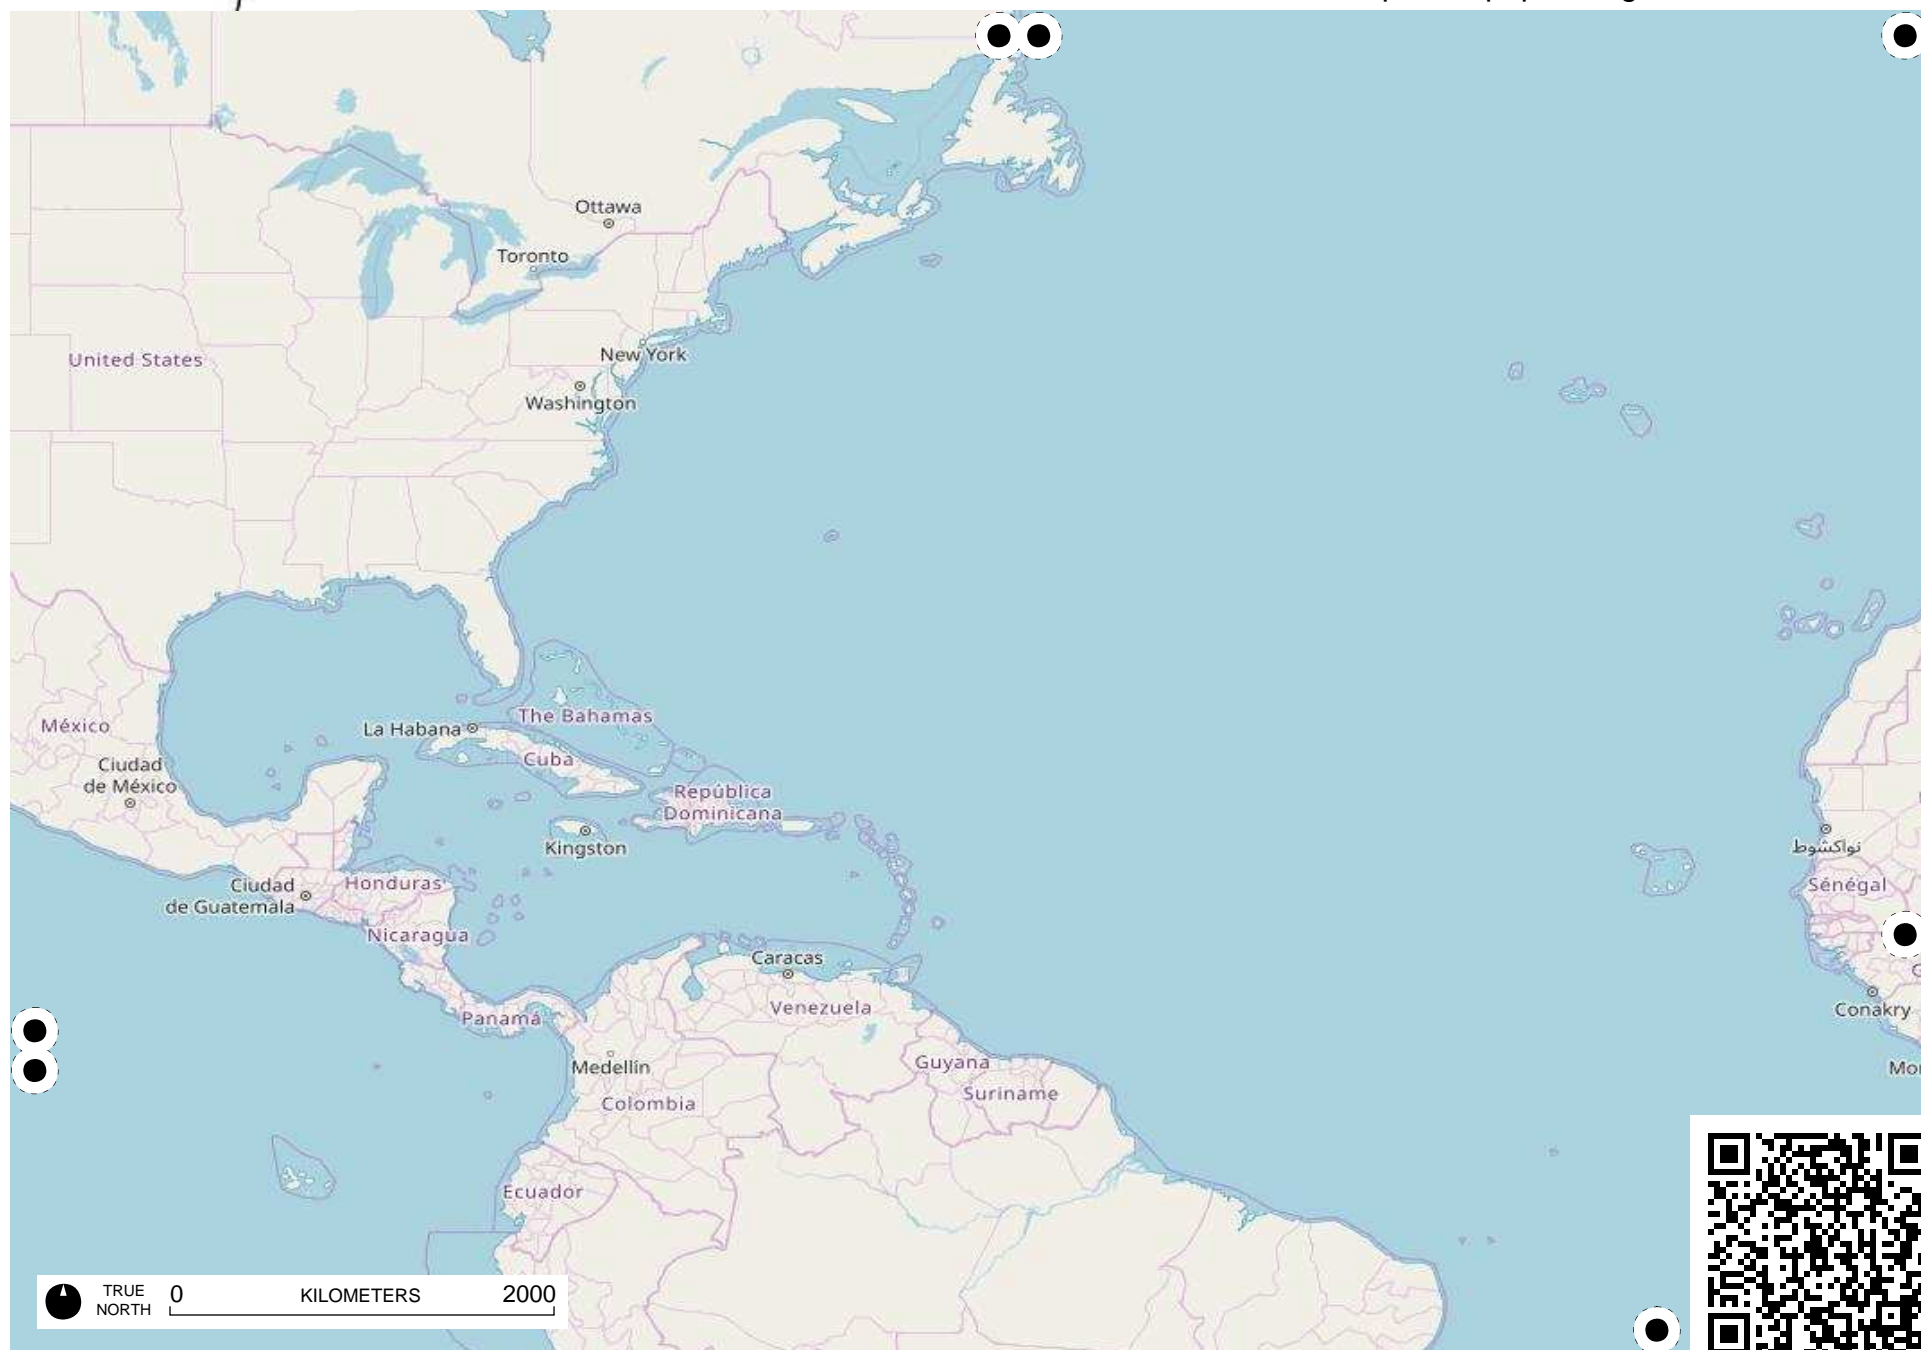 Ottawa
Toronto
New York
United States
Washington
México
La Habana
The Bahamas
Cuba
Ciudad
de México
República
Dominicana
Kingston
نواكشوط
Sénégal
Ciudad
de Guatemala
Honduras
Nicaragua
Caracas
Venezuela
Conakry
Panamá
Medellín
Guyana
Suriname
Colombia
Ecuador
TRUE
NORTH
0
KILOMETERS
2000